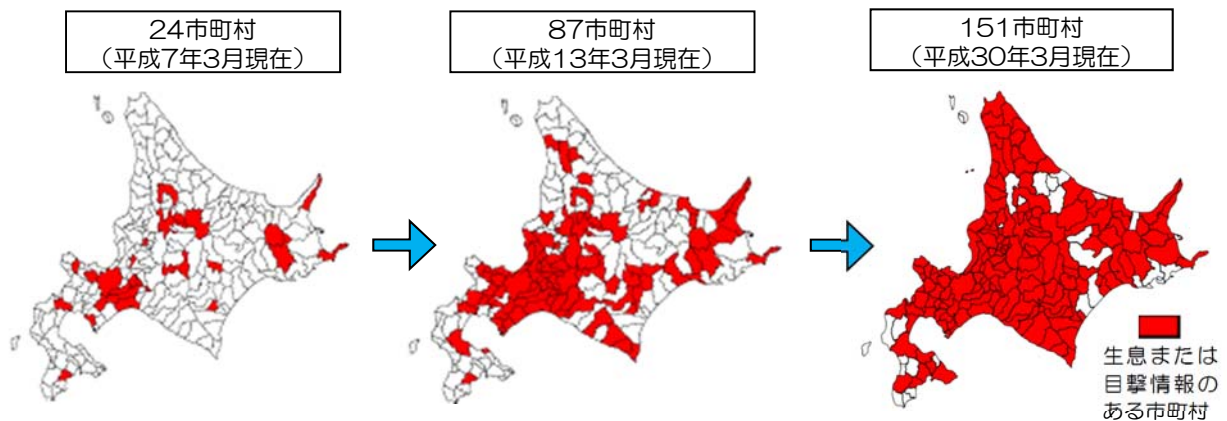 24市町村
（平成7年3月現在）
87市町村
（平成13年3月現在）
151市町村
（平成30年3月現在）
生息または
目撃情報の
ある市町村